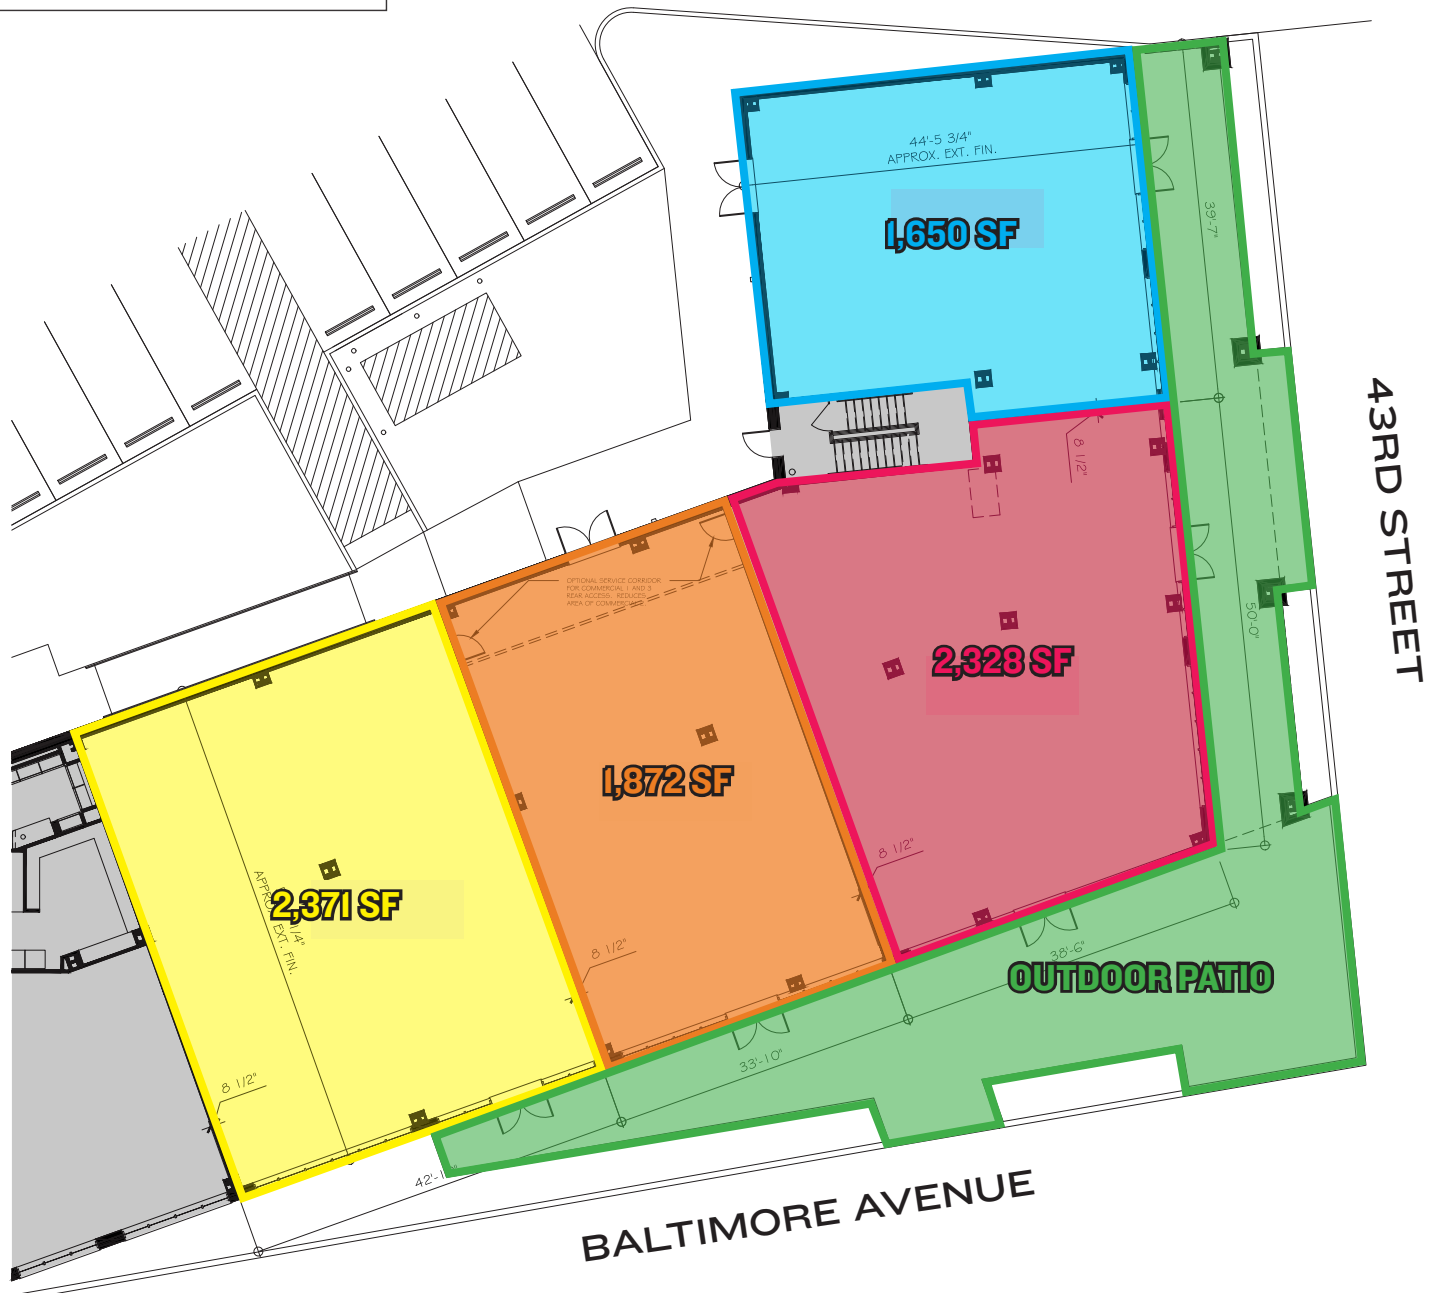 44'-5 3/4"
APPROX. EXT. FIN.
1,650 SF
39'-7"
43RD STREET
8 1/2"
OPTIONAL SERVICE CORRIDOR
FOR COMMERCIAL 1 AND 3
REAR ACCESS. REDUCES
AREA OF COMMERCIAL
50'-0"
2,328 SF
1,872 SF
8 1/2"
2,371 SF
1/4"
EXT. FIN.
8 1/2"
38'-6"
OUTDOOR PATIO
33'-10"
8 1/2"
42'-1
BALTIMORE AVENUE